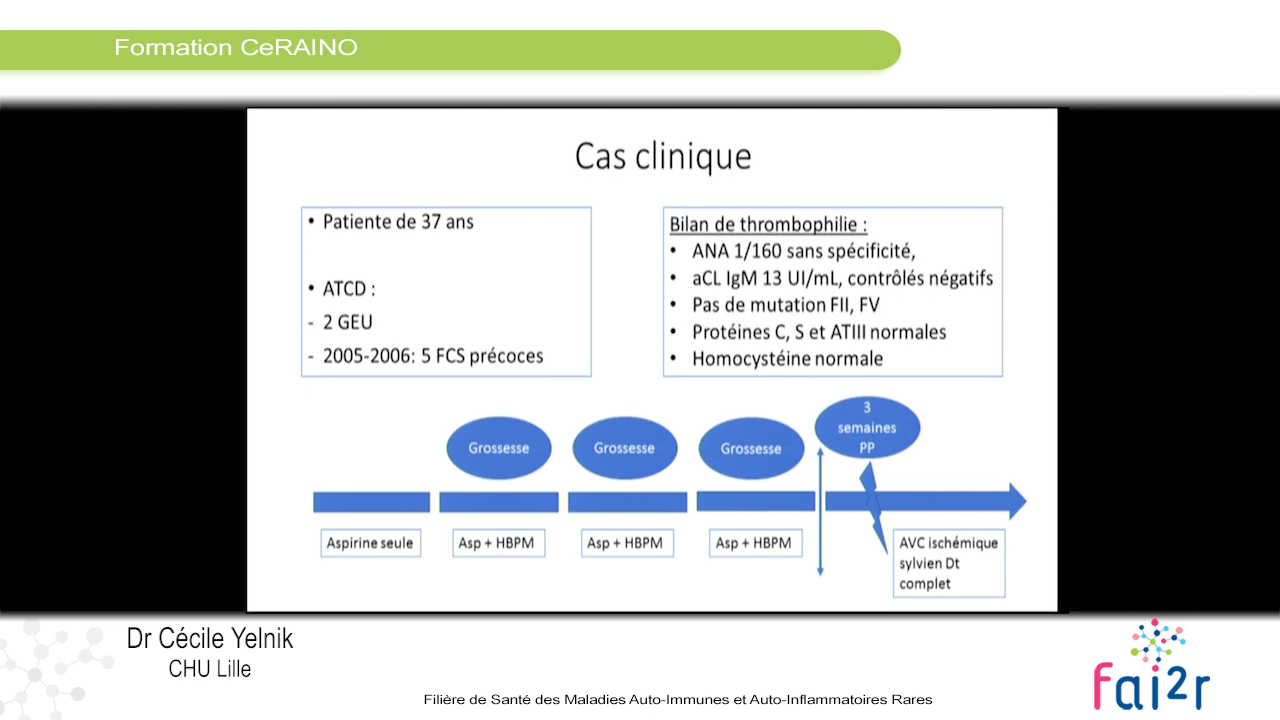 Formation CeRAINO
Cas clinique
• Patiente de 37 ans
• ATCD :
- 2 GEU
- 2005-2006: 5 FCS précoces
Bilan de thrombophilie :
• ANA 1/160 sans spécificité,
• aCL IgM 13 UI/mL, contrôlés négatifs
• Pas de mutation FII, FV
• Protéines C, S et ATIII normales
• Homocystéine normale
Grossesse
Grossesse
Grossesse
3
semaines
PP
Aspirine seule
Asp + HBPM
Asp + HBPM
Asp + HBPM
AVC ischémique
sylvien Dt
complet
Dr Cécile Yelnik
CHU Lille
Filière de Santé des Maladies Auto-Immunes et Auto-Inflammatoires Rares
fai2r